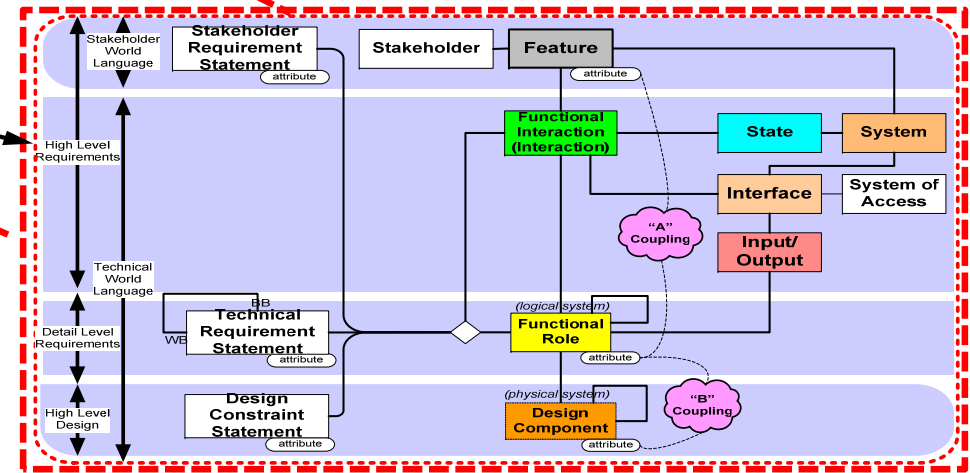 Stakeholder
World
Language
Stakeholder
Requirement
Statement
attribute
Stakeholder
Feature
attribute
High Level
Requirements
Functional
Interaction
(Interaction)
State
System
Interface
System of
Access
"A"
Coupling
Input/
Output
Technical
World
Language
Detail Level
Requirements
BB
WB
Technical
Requirement
Statement
attribute
(logical system)
Functional
Role
attribute
High Level
Design
Design
Constraint
Statement
attribute
(physical system)
Design
Component
attribute
"B"
Coupling